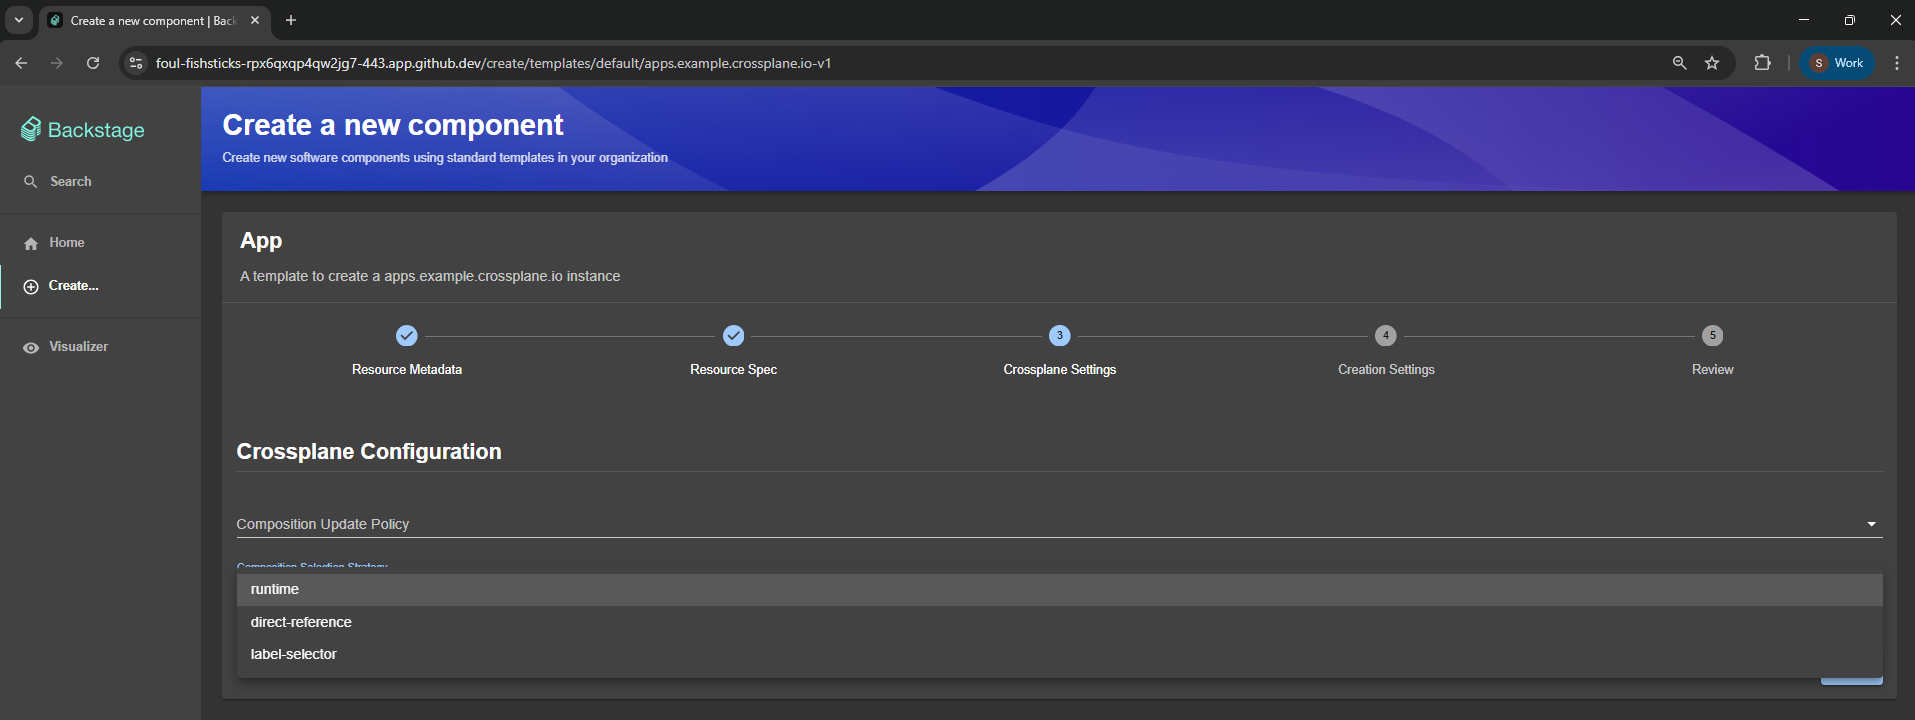 Create a new component | Back
foul-fishsticks-rpx6qxqp4qw2jg7-443.app.github.dev/create/templates/default/apps.example.crossplane.io-v1
S Work
Backstage
Search
Home
Create...
Visualizer
Create a new component
Create new software components using standard templates in your organization
App
A template to create a apps.example.crossplane.io instance
3
4
5
Resource Metadata
Resource Spec
Crossplane Settings
Creation Settings
Review
Crossplane Configuration
Composition Update Policy
Composition Selection Strategy
runtime
direct-reference
label-selector